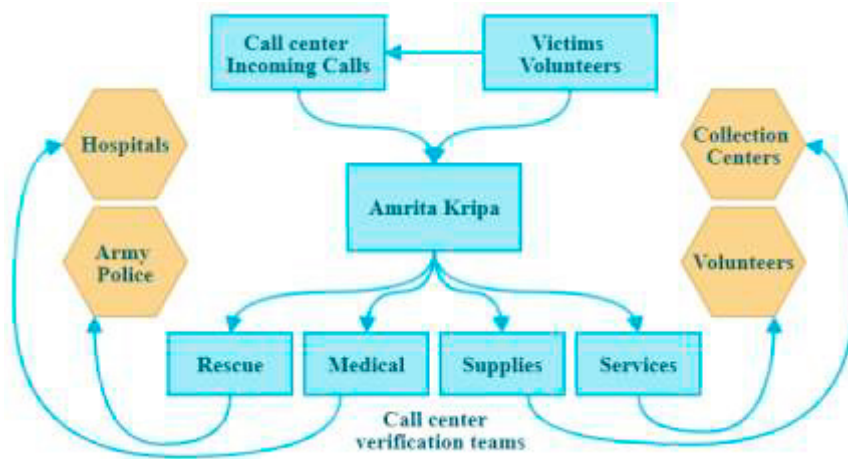 Call center
Incoming Calls
Victims
Volunteers
Hospitals
Collection
Centers
Amrita Kripa
Army
Police
Volunteers
Rescue
Medical
Supplies
Services
Call center
verification teams